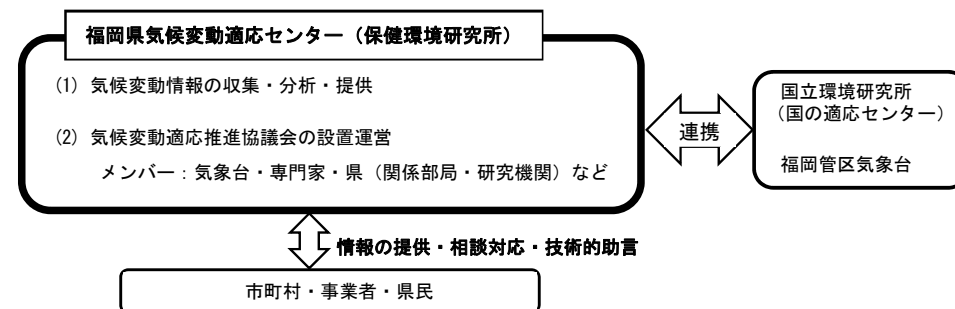 福岡県気候変動適応センター（保健環境研究所）
(1) 気候変動情報の収集・分析・提供
(2) 気候変動適応推進協議会の設置運営
メンバー：気象台・専門家・県（関係部局・研究機関）など
連携
国立環境研究所
（国の適応センター）
福岡管区気象台
情報の提供・相談対応・技術的助言
市町村・事業者・県民